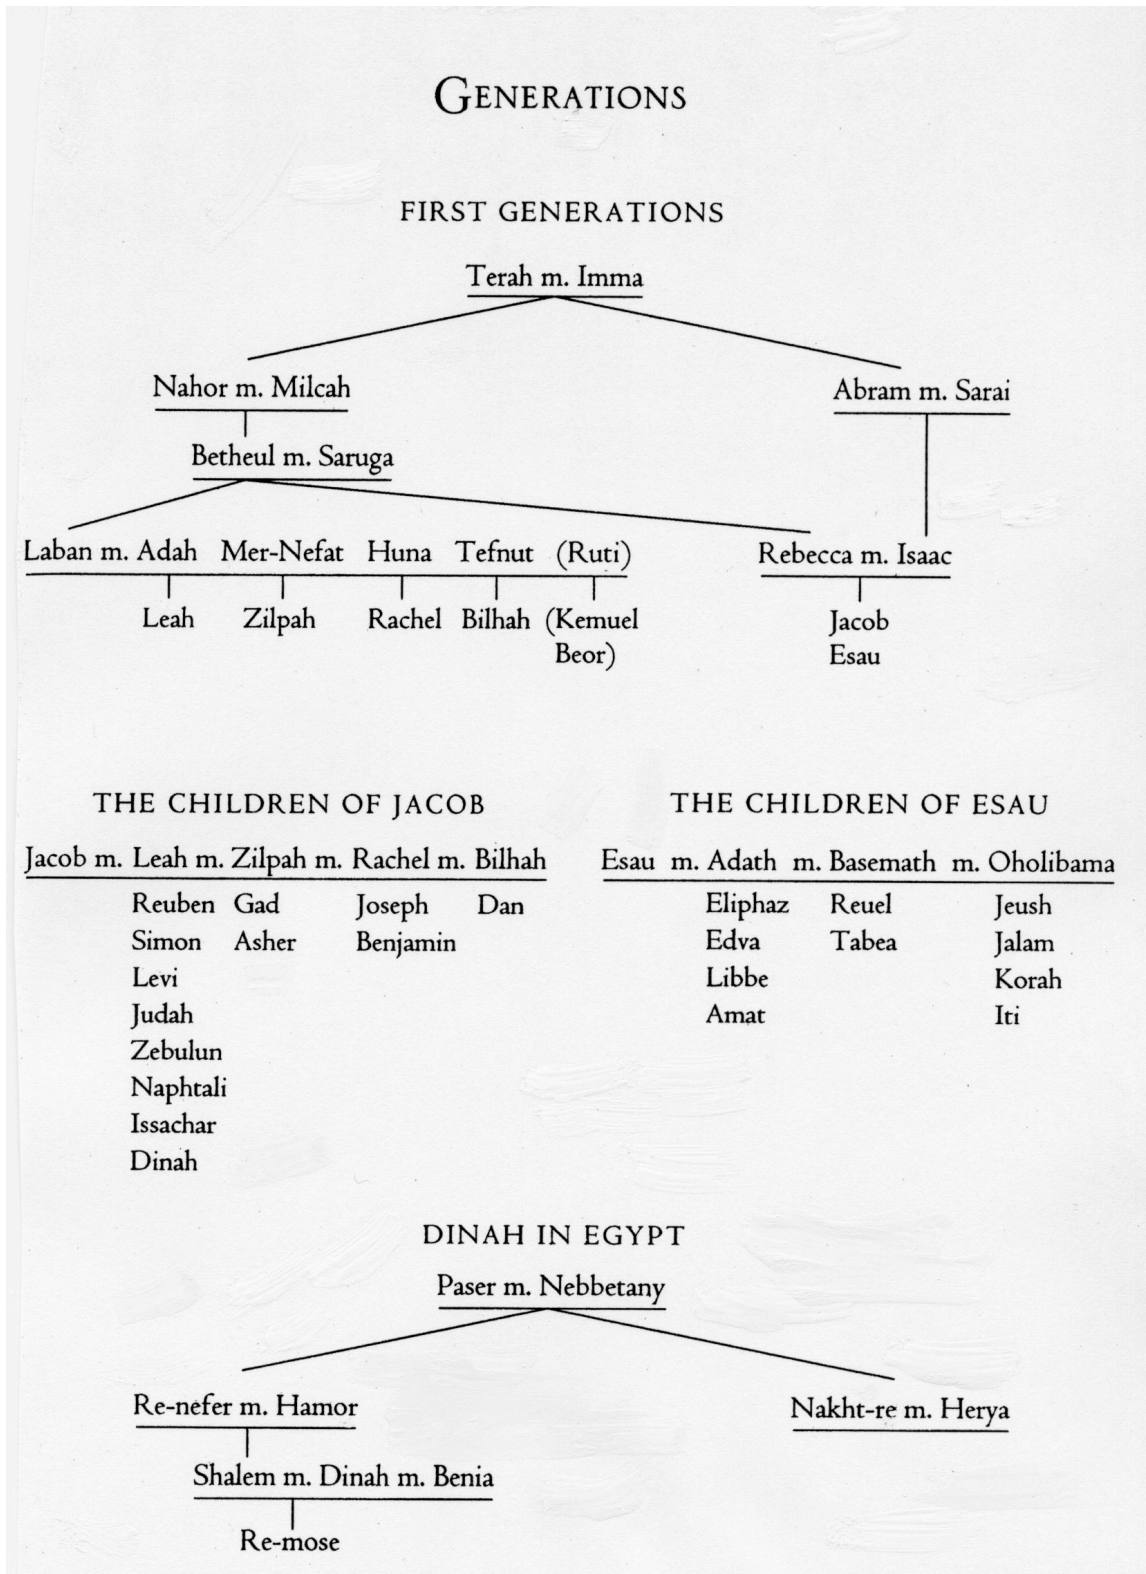 GENERATIONS
FIRST GENERATIONS
Terah m. Imma
Nahor m. Milcah
Abram m. Sarai
Betheul m. Saruga
Laban m. Adah Mer-Nefat Huna Tefnut (Ruti)
Rebecca m. Isaac
Leah Zilpah Rachel Bilhah (Kemuel
Beor)
Jacob
Esau
THE CHILDREN OF JACOB
Jacob m. Leah m. Zilpah m. Rachel m. Bilhah
Reuben Gad Joseph Dan
Simon Asher Benjamin
Levi
Judah
Zebulun
Naphtali
Issachar
Dinah
THE CHILDREN OF ESAU
Esau m. Adath m. Basemath m. Oholibama
Eliphaz Reuel Jeush
Edva Tabea Jalam
Libbe Korah
Amat Iti
DINAH IN EGYPT
Paser m. Nebbetany
Re-nefer m. Hamor
Nakht-re m. Herya
Shalem m. Dinah m. Benia
Re-mose